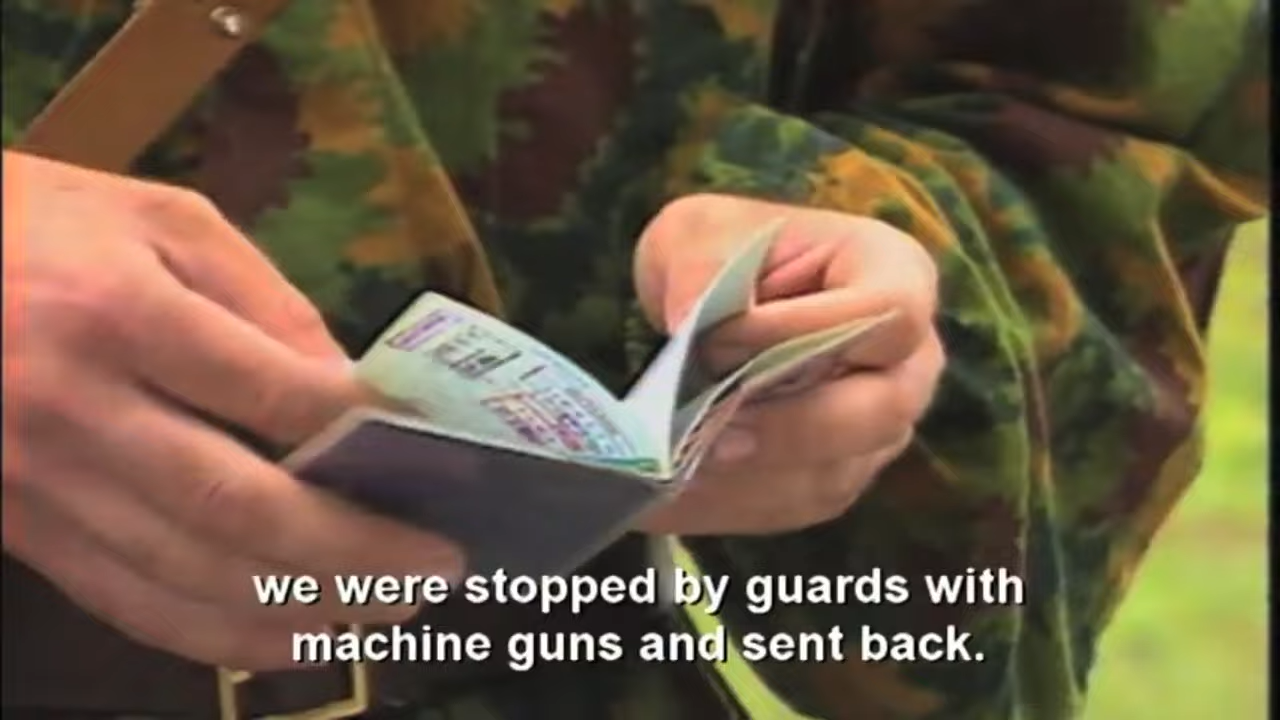 we were stopped by guards with
machine guns and sent back.